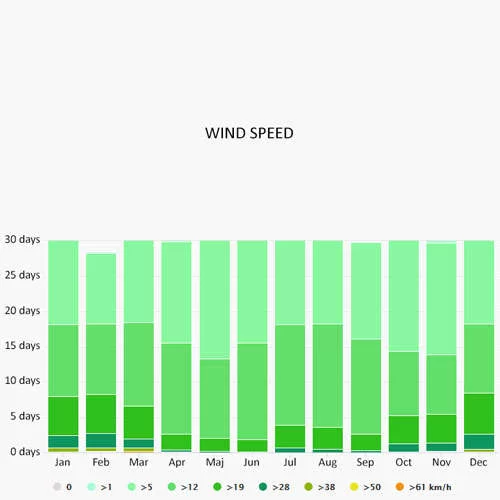 WIND SPEED
30 days
25 days
20 days
15 days
10 days
5 days
0 days
Jan Feb Mar Apr Maj Jun Jul Aug Sep Oct Nov Dec
0 >1 >5 >12 >19 >28 >38 >50 >61 km/h